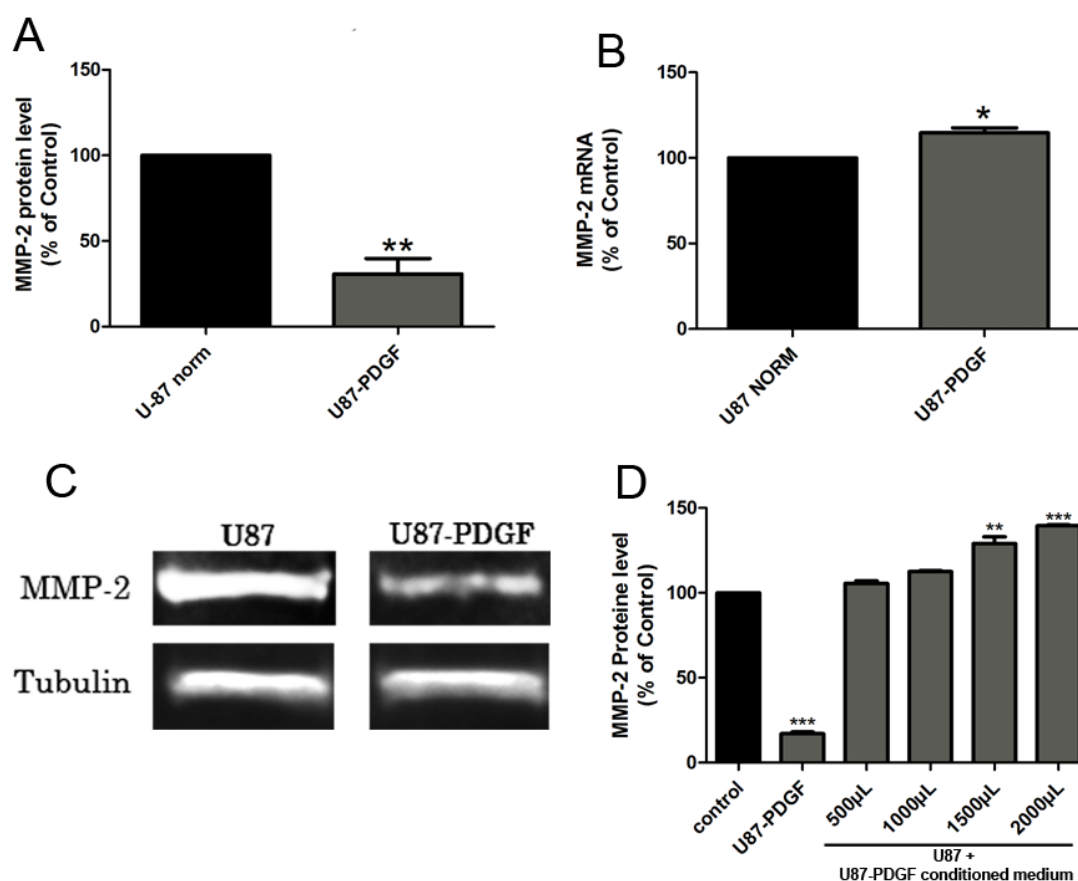 A
150
100
50
0
MMP-2 protein level
(% of Control)
**
U-87 norm
U87-PDGF
B
150
100
50
0
MMP-2 mRNA
(% of Control)
*
U87 NORM
U87-PDGF
C
U87
U87-PDGF
MMP-2
Tubulin
D
150
100
50
0
MMP-2 Proteine level
(% of Control)
***
**
***
control
U87-PDGF
500µL
1000µL
1500µL
2000µL
U87 +
U87-PDGF conditioned medium